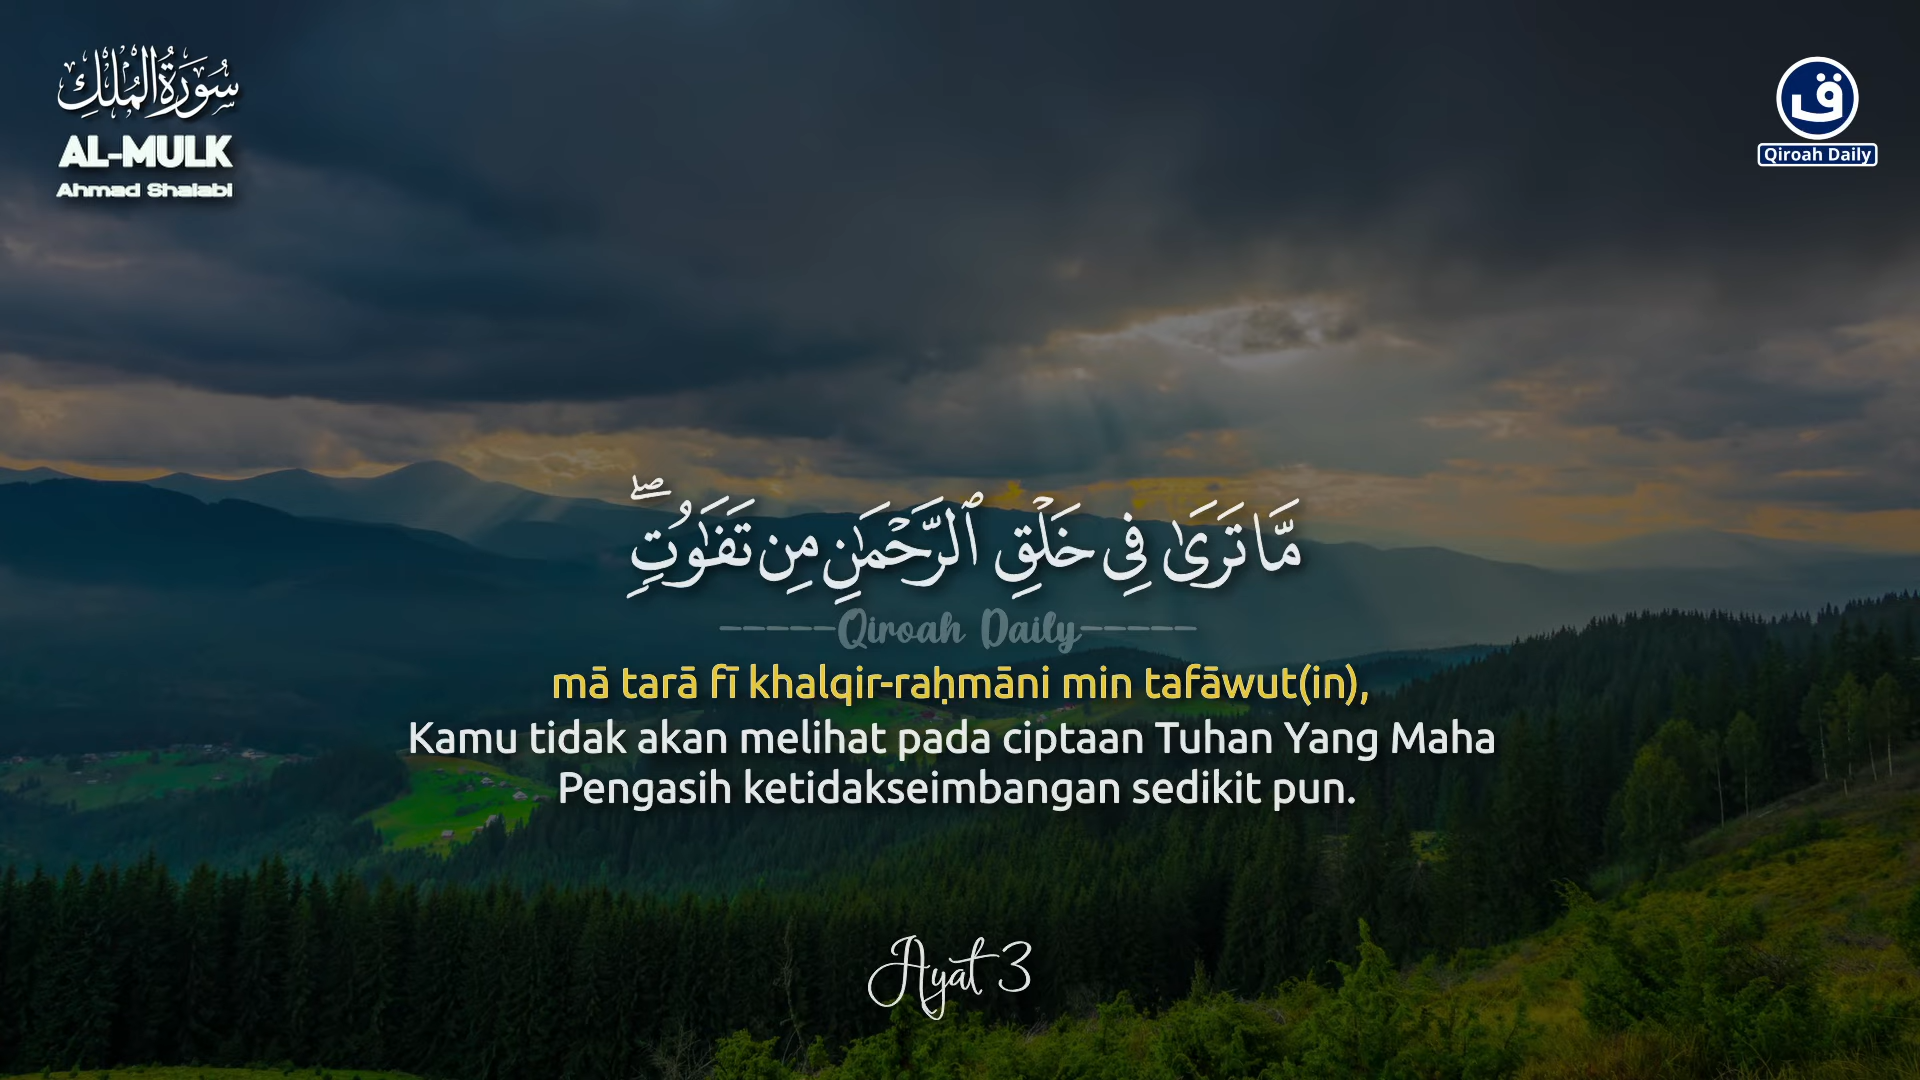 سُورَةُ المُلْكِ
AL-MULK
Ahmad Shalabi
ق
Qiroah Daily
مَّا تَرَىٰ فِى خَلْقِ ٱلرَّحْمَـٰنِ مِن تَفَـٰوُتٍۢ ۖ
-----Qiroah Daily-----
mā tarā fī khalqir-raḥmāni min tafāwut(in),
Kamu tidak akan melihat pada ciptaan Tuhan Yang Maha
Pengasih ketidakseimbangan sedikit pun.
Ayat 3